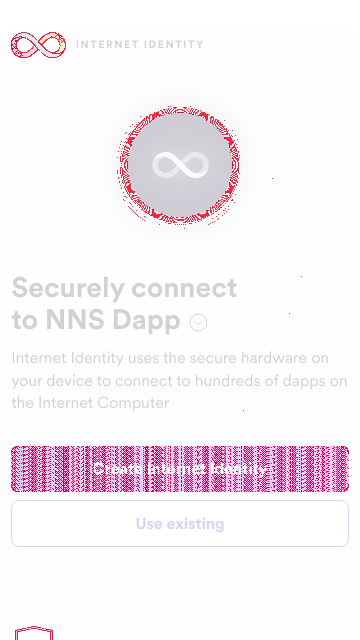 INTERNET IDENTITY
Securely connect
to NNS Dapp
Internet Identity uses the secure hardware on
your device to connect to hundreds of dapps on
the Internet Computer
Create Internet Identity
Use existing